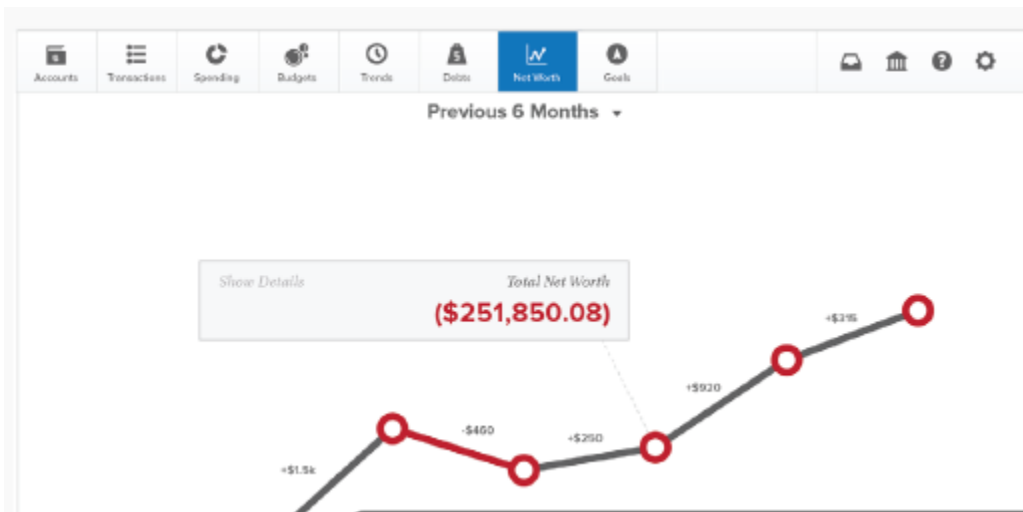 Accounts Transactions Spending Budgets Trends Debts Net Worth Goals
Previous 6 Months
Show Details Total Net Worth
($251,850.08)
+$315
+$920
-$460
+$250
+$1.5k